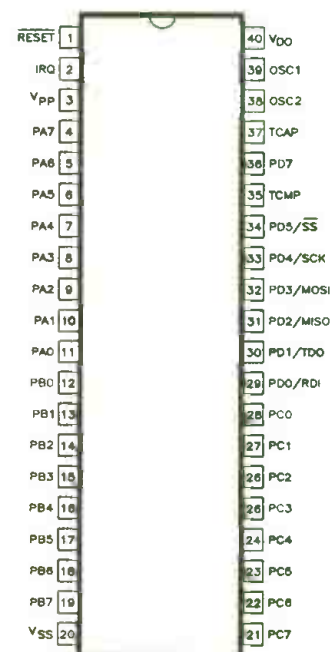 RESET 1 40 VDD
IRQ 2 39 OSC1
VPP 3 38 OSC2
PA7 4 37 TCAP
PA6 5 36 PD7
PA5 6 35 TCMP
PA4 7 34 PD5/SS
PA3 8 33 PD4/SCK
PA2 9 32 PD3/MOSI
PA1 10 31 PD2/MISO
PA0 11 30 PD1/TDO
PB0 12 29 PD0/RDI
PB1 13 28 PC0
PB2 14 27 PC1
PB3 15 26 PC2
PB4 16 25 PC3
PB5 17 24 PC4
PB6 18 23 PC5
PB7 19 22 PC6
VSS 20 21 PC7